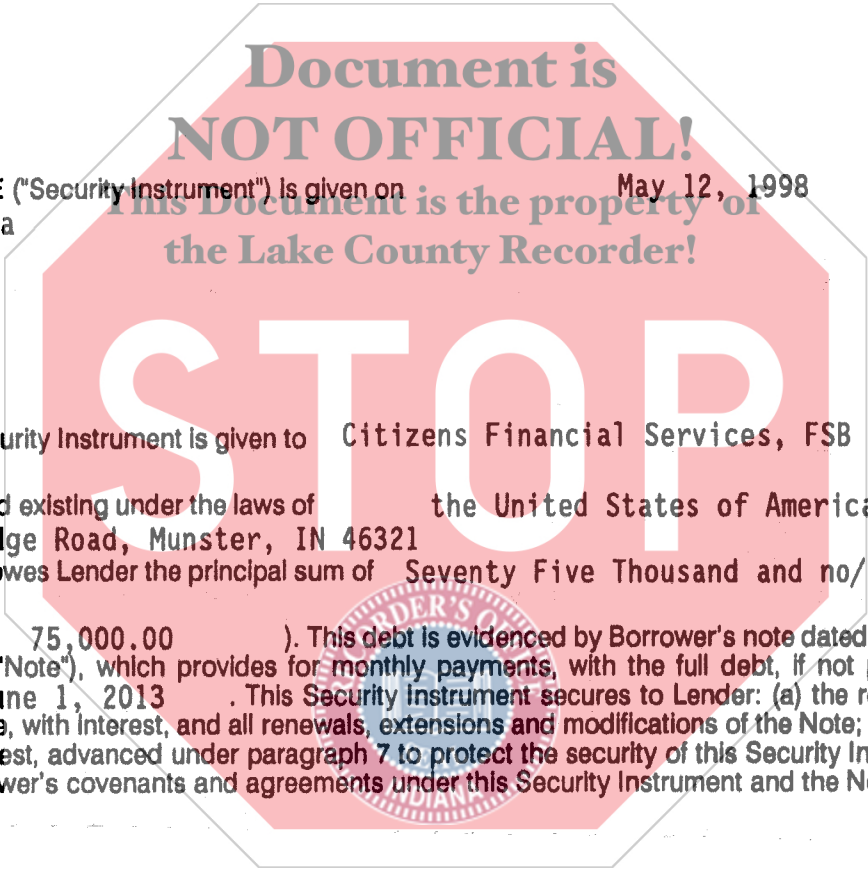 Document is
NOT OFFICIAL!
("Security Instrument") is given on May 12, 1998
This Document is the property of
a
the Lake County Recorder!
STOP
urity Instrument is given to Citizens Financial Services, FSB
d existing under the laws of the United States of America
ge Road, Munster, IN 46321
owes Lender the principal sum of Seventy Five Thousand and no/
75,000.00 ). This debt is evidenced by Borrower's note dated
"Note"), which provides for monthly payments, with the full debt, if not
une 1, 2013 . This Security Instrument secures to Lender: (a) the r
e, with interest, and all renewals, extensions and modifications of the Note;
est, advanced under paragraph 7 to protect the security of this Security In
wer's covenants and agreements under this Security Instrument and the N
RECORDER'S OFFICE
INDIANA